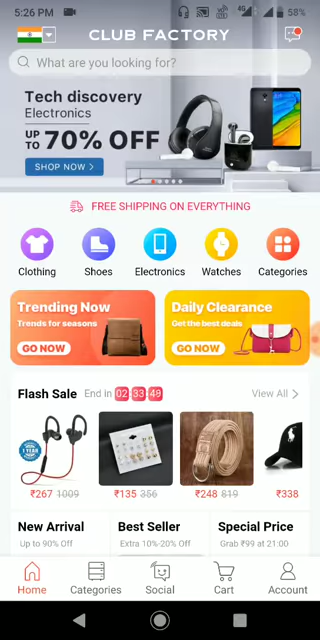 5:26 PM
4G
58%
CLUB FACTORY
What are you looking for?
Tech discovery
Electronics
UP TO 70% OFF
SHOP NOW >
FREE SHIPPING ON EVERYTHING
Clothing Shoes Electronics Watches Categories
Trending Now
Trends for seasons
GO NOW
Daily Clearance
Get the best deals
GO NOW
Flash Sale End in 02 33 49 View All >
1 YEAR
₹267 1009 ₹135 356 ₹248 819 ₹338
New Arrival Best Seller Special Price
Up to 90% Off Extra 10%-20% Off Grab ₹99 at 21:00
Home Categories Social Cart Account